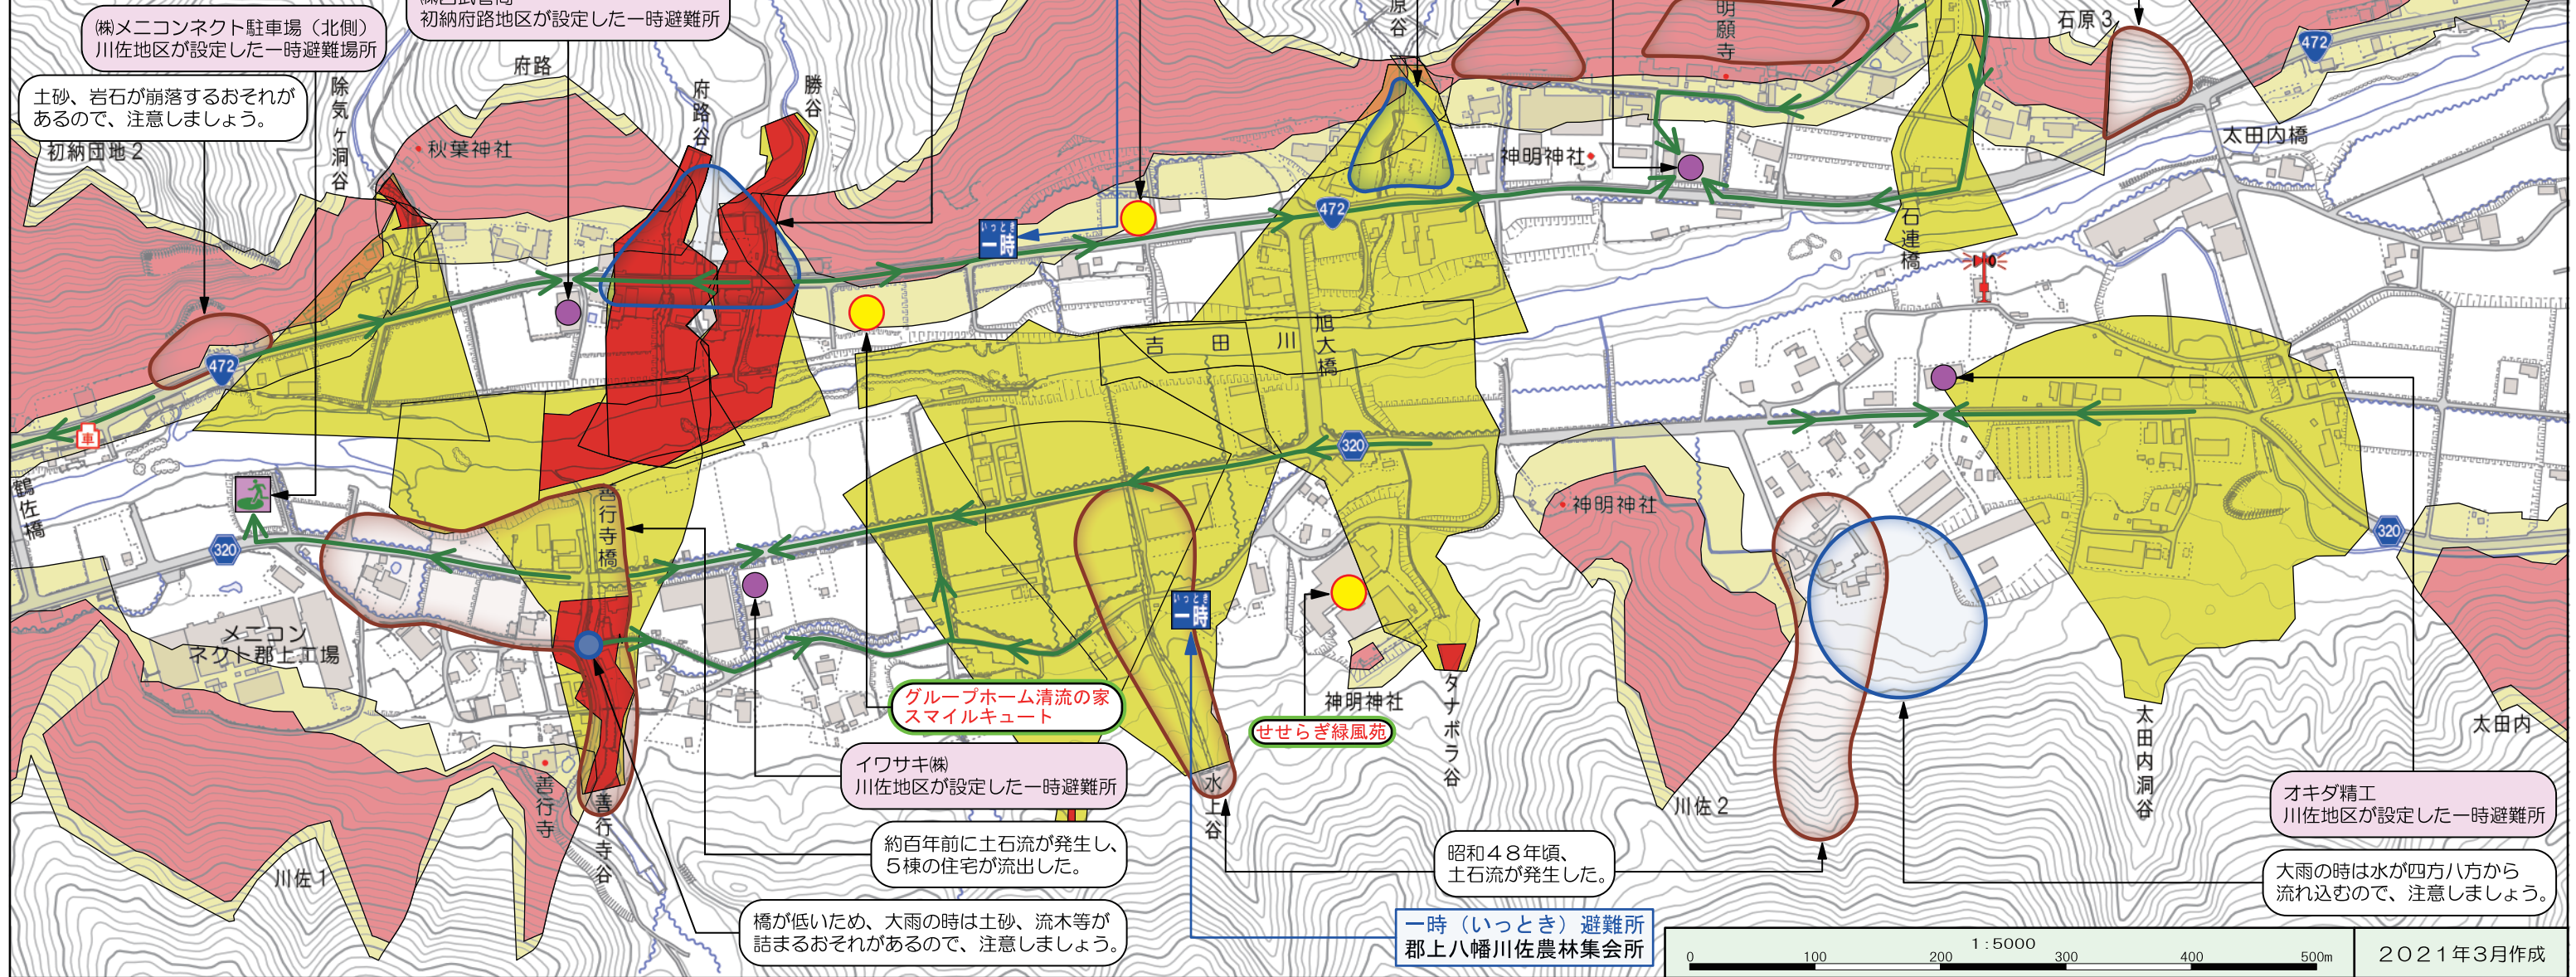 ㈱メニコンネクト駐車場（北側）
川佐地区が設定した一時避難場所
初納府路地区が設定した一時避難所
土砂、岩石が崩落するおそれが
あるので、注意しましょう。
初納団地２
除気ヶ洞谷
府路
秋葉神社
府路谷
勝谷
原谷
明願寺
石原３
472
太田内橋
神明神社
いっとき
一時
472
石連橋
472
吉田川
旭大橋
車
鶴佐橋
320
善行寺橋
320
神明神社
320
メニコン
ネクト郡上工場
いっとき
一時
グループホーム清流の家
スマイルキュート
せせらぎ緑風苑
神明神社
タナボラ谷
太田内洞谷
太田内
イワサキ㈱
川佐地区が設定した一時避難所
水上谷
川佐２
オキダ精工
川佐地区が設定した一時避難所
善行寺
善行寺谷
川佐１
約百年前に土石流が発生し、
５棟の住宅が流出した。
昭和４８年頃、
土石流が発生した。
大雨の時は水が四方八方から
流れ込むので、注意しましょう。
橋が低いため、大雨の時は土砂、流木等が
詰まるおそれがあるので、注意しましょう。
一時（いっとき）避難所
郡上八幡川佐農林集会所
1:5000
0 100 200 300 400 500m
２０２１年３月作成